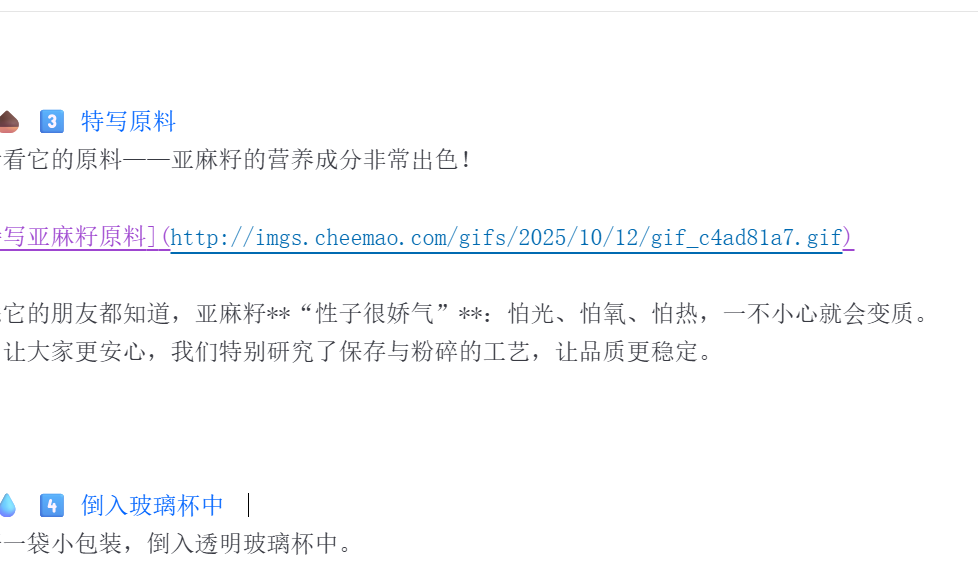 3 特写原料
看它的原料——亚麻籽的营养成分非常出色！
写亚麻籽原料](http://imgs.cheemao.com/gifs/2025/10/12/gif_c4ad81a7.gif)
它的朋友都知道，亚麻籽**“性子很娇气”**：怕光、怕氧、怕热，一不小心就会变质。
让大家更安心，我们特别研究了保存与粉碎的工艺，让品质更稳定。
4 倒入玻璃杯中
一袋小包装，倒入透明玻璃杯中。